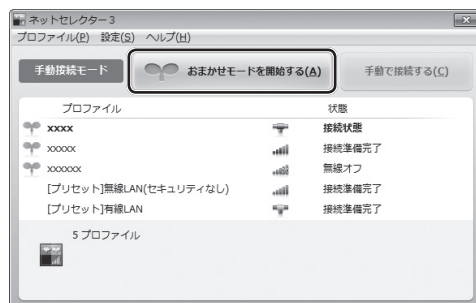 ネットセレクター3
プロファイル(P) 設定(S) ヘルプ(H)
手動接続モード おまかせモードを開始する(A) 手動で接続する(C)
プロファイル 状態
xxxx 接続状態
xxxxx 接続準備完了
xxxxxx 無線オフ
[プリセット]無線LAN(セキュリティなし) 接続準備完了
[プリセット]有線LAN 接続準備完了
5 プロファイル